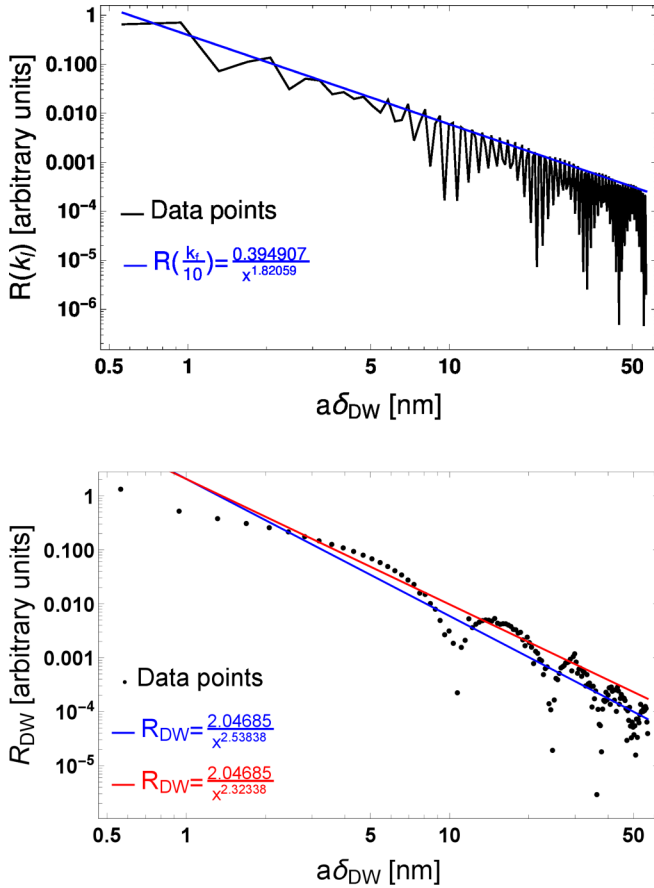 R(k_f) [arbitrary units]
1
0.100
0.010
0.001
10^-4
10^-5
10^-6
Data points
R(k_f/10)=0.394907/x^1.82059
0.5 1 5 10 50
aδ_DW [nm]
R_DW [arbitrary units]
1
0.100
0.010
0.001
10^-4
10^-5
Data points
R_DW=2.04685/x^2.53838
R_DW=2.04685/x^2.32338
0.5 1 5 10 50
aδ_DW [nm]